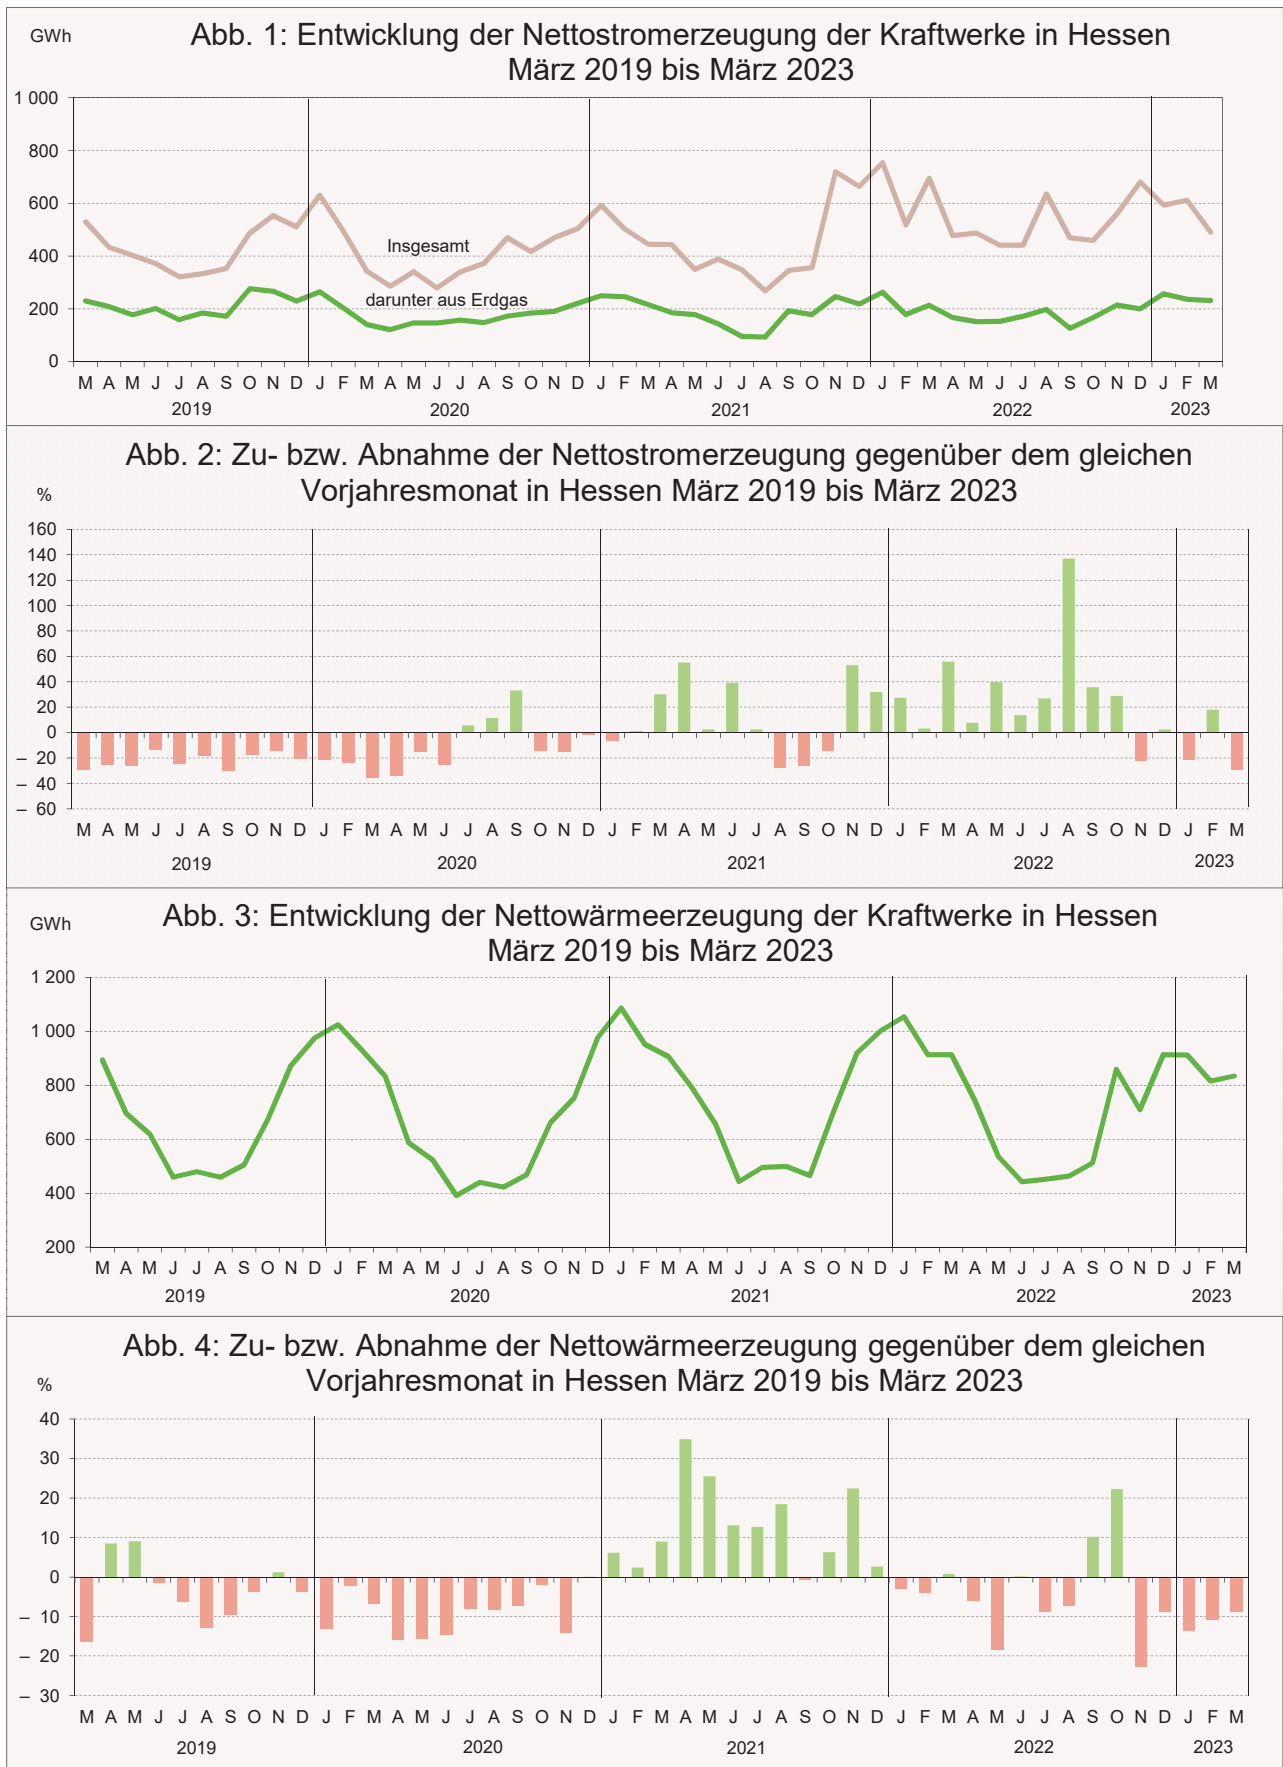 GWh
Abb. 1: Entwicklung der Nettostromerzeugung der Kraftwerke in Hessen
März 2019 bis März 2023
1 000
800
600
400
200
0
Insgesamt
darunter aus Erdgas
M A M J J A S O N D J F M A M J J A S O N D J F M A M J J A S O N D J F M A M J J A S O N D J F M
2019 2020 2021 2022 2023
Abb. 2: Zu- bzw. Abnahme der Nettostromerzeugung gegenüber dem gleichen
Vorjahresmonat in Hessen März 2019 bis März 2023
%
160
140
120
100
80
60
40
20
0
– 20
– 40
– 60
M A M J J A S O N D J F M A M J J A S O N D J F M A M J J A S O N D J F M A M J J A S O N D J F M
2019 2020 2021 2022 2023
GWh
Abb. 3: Entwicklung der Nettowärmeerzeugung der Kraftwerke in Hessen
März 2019 bis März 2023
1 200
1 000
800
600
400
200
M A M J J A S O N D J F M A M J J A S O N D J F M A M J J A S O N D J F M A M J J A S O N D J F M
2019 2020 2021 2022 2023
Abb. 4: Zu- bzw. Abnahme der Nettowärmeerzeugung gegenüber dem gleichen
Vorjahresmonat in Hessen März 2019 bis März 2023
%
40
30
20
10
0
– 10
– 20
– 30
M A M J J A S O N D J F M A M J J A S O N D J F M A M J J A S O N D J F M A M J J A S O N D J F M
2019 2020 2021 2022 2023